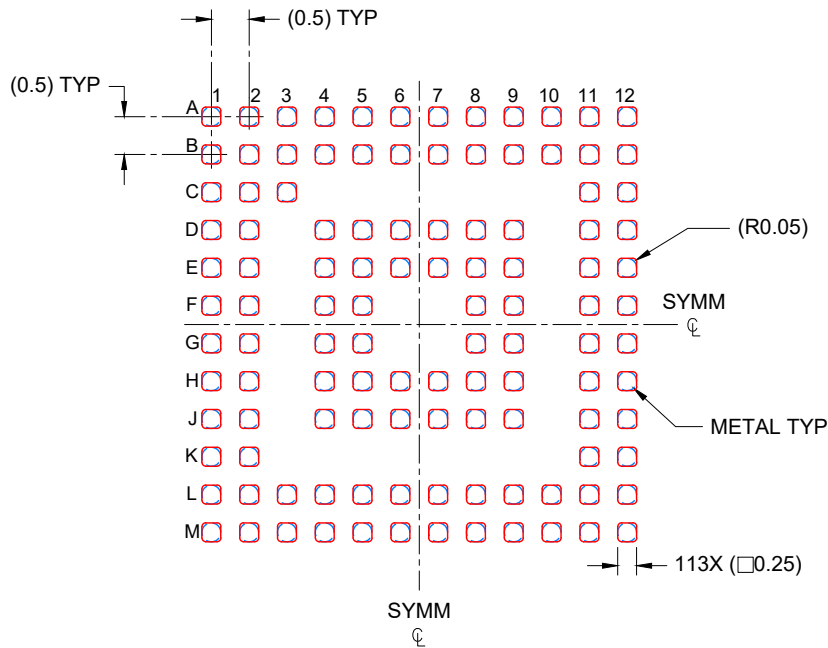 (0.5) TYP
(0.5) TYP
1 2 3 4 5 6 7 8 9 10 11 12
A
B
C
D
E
F
G
H
J
K
L
M
(R0.05)
SYMM
℄
METAL TYP
113X (□0.25)
SYMM
℄